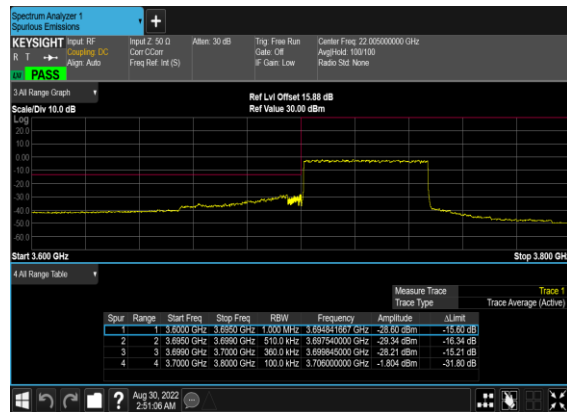 Spectrum Analyzer 1
Spurious Emissions
KEYSIGHT Input: RF Input Z: 50 Ω Atten: 30 dB Trig: Free Run Center Freq: 22.005000000 GHz
R T Coupling: DC Corr CCorr Gate: Off Avg|Hold: 100/100
Align: Auto Freq Ref: Int (S) IF Gain: Low Radio Std: None
LW PASS
3 All Range Graph
Ref Lvl Offset 15.88 dB
Scale/Div 10.0 dB Ref Value 30.00 dBm
Log
20.0
10.0
0.00
-10.0
-20.0
-30.0
-40.0
-50.0
-60.0
Start 3.600 GHz Stop 3.800 GHz
4 All Range Table
Measure Trace Trace 1
Trace Type Trace Average (Active)
Spur Range Start Freq Stop Freq RBW Frequency Amplitude ΔLimit
1 1 3.6000 GHz 3.6950 GHz 1.000 MHz 3.694841667 GHz -28.60 dBm -15.60 dB
2 2 3.6950 GHz 3.6990 GHz 510.0 kHz 3.697540000 GHz -29.34 dBm -16.34 dB
3 3 3.6990 GHz 3.7000 GHz 360.0 kHz 3.699845000 GHz -28.21 dBm -15.21 dB
4 4 3.7000 GHz 3.8000 GHz 100.0 kHz 3.706000000 GHz -1.804 dBm -31.80 dB
? Aug 30, 2022
2:51:06 AM